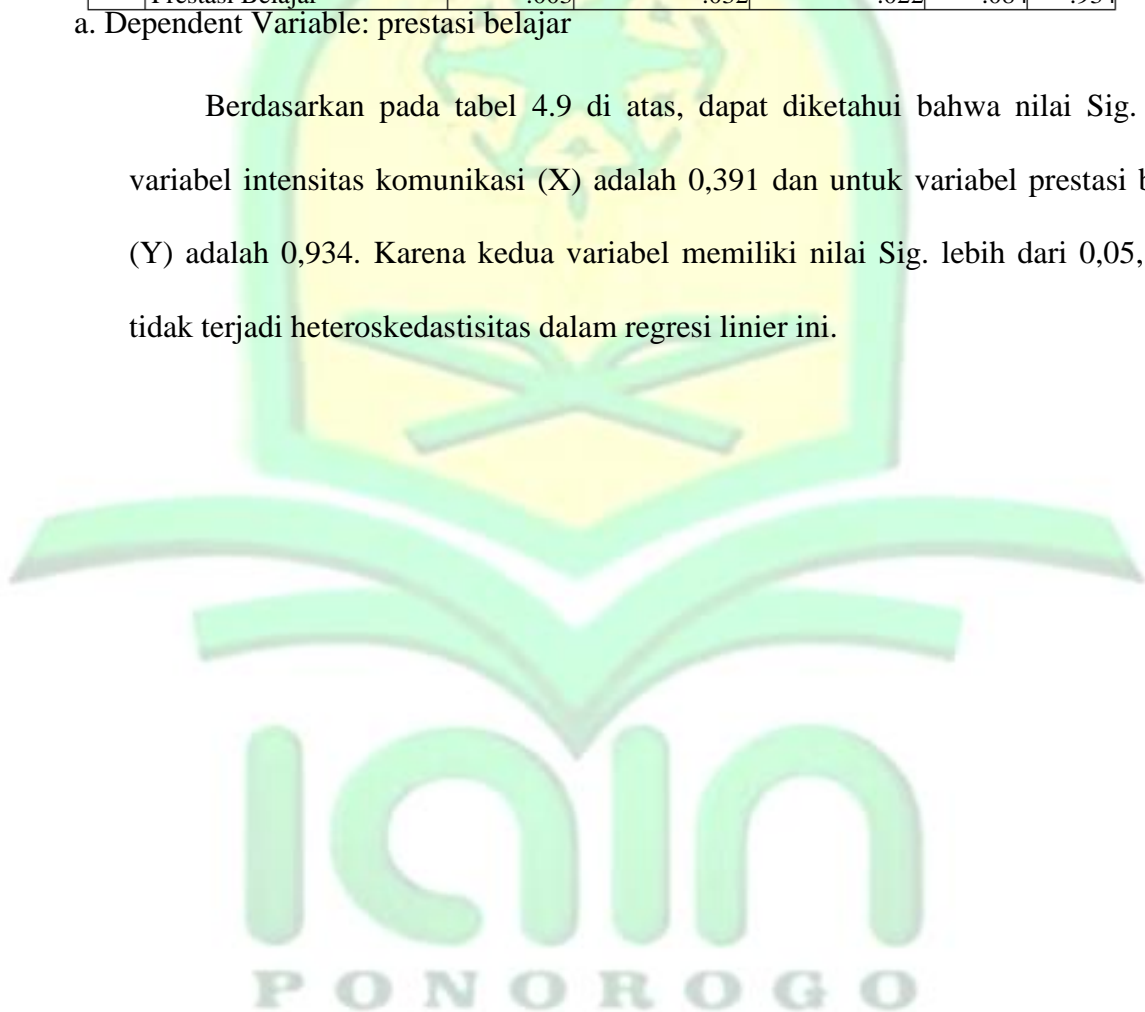 a. Dependent Variable: prestasi belajar
Berdasarkan pada tabel 4.9 di atas, dapat diketahui bahwa nilai Sig.
variabel intensitas komunikasi (X) adalah 0,391 dan untuk variabel prestasi
(Y) adalah 0,934. Karena kedua variabel memiliki nilai Sig. lebih dari 0,05,
tidak terjadi heteroskedastisitas dalam regresi linier ini.
iain
PONOROGO